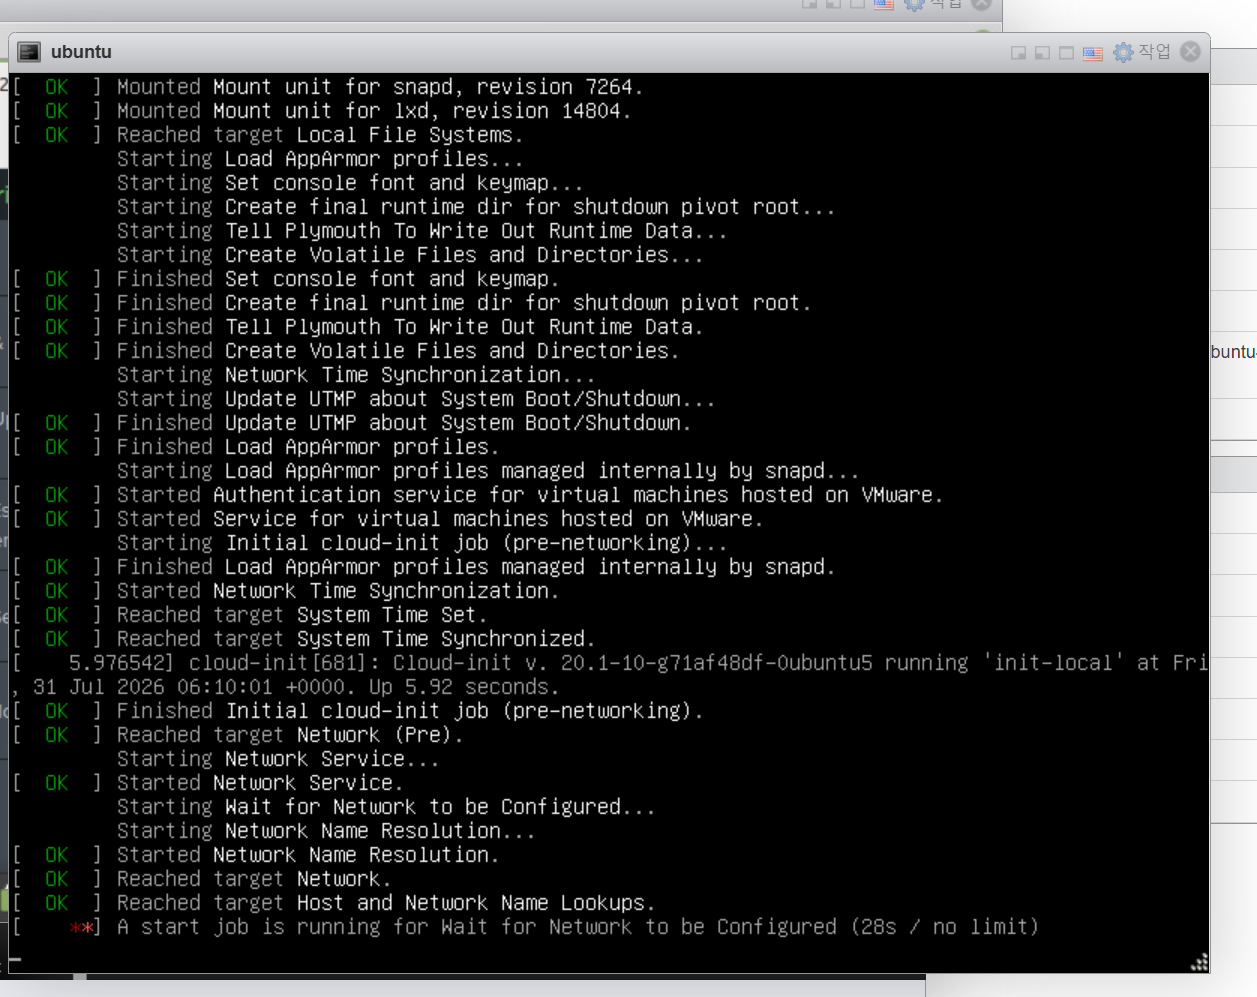 작업
ubuntu
작업
[  OK  ] Mounted Mount unit for snapd, revision 7264.
[  OK  ] Mounted Mount unit for lxd, revision 14804.
[  OK  ] Reached target Local File Systems.
Starting Load AppArmor profiles...
Starting Set console font and keymap...
Starting Create final runtime dir for shutdown pivot root...
Starting Tell Plymouth To Write Out Runtime Data...
Starting Create Volatile Files and Directories...
[  OK  ] Finished Set console font and keymap.
[  OK  ] Finished Create final runtime dir for shutdown pivot root.
[  OK  ] Finished Tell Plymouth To Write Out Runtime Data.
[  OK  ] Finished Create Volatile Files and Directories.
Starting Network Time Synchronization...
Starting Update UTMP about System Boot/Shutdown...
[  OK  ] Finished Update UTMP about System Boot/Shutdown.
[  OK  ] Finished Load AppArmor profiles.
Starting Load AppArmor profiles managed internally by snapd...
[  OK  ] Started Authentication service for virtual machines hosted on VMware.
[  OK  ] Started Service for virtual machines hosted on VMware.
Starting Initial cloud-init job (pre-networking)...
[  OK  ] Finished Load AppArmor profiles managed internally by snapd.
[  OK  ] Started Network Time Synchronization.
[  OK  ] Reached target System Time Set.
[  OK  ] Reached target System Time Synchronized.
[    5.976542] cloud-init[681]: Cloud-init v. 20.1-10-g71af48df-0ubuntu5 running 'init-local' at Fri
, 31 Jul 2026 06:10:01 +0000. Up 5.92 seconds.
[  OK  ] Finished Initial cloud-init job (pre-networking).
[  OK  ] Reached target Network (Pre).
Starting Network Service...
[  OK  ] Started Network Service.
Starting Wait for Network to be Configured...
Starting Network Name Resolution...
[  OK  ] Started Network Name Resolution.
[  OK  ] Reached target Network.
[  OK  ] Reached target Host and Network Name Lookups.
[    **] A start job is running for Wait for Network to be Configured (28s / no limit)
buntu